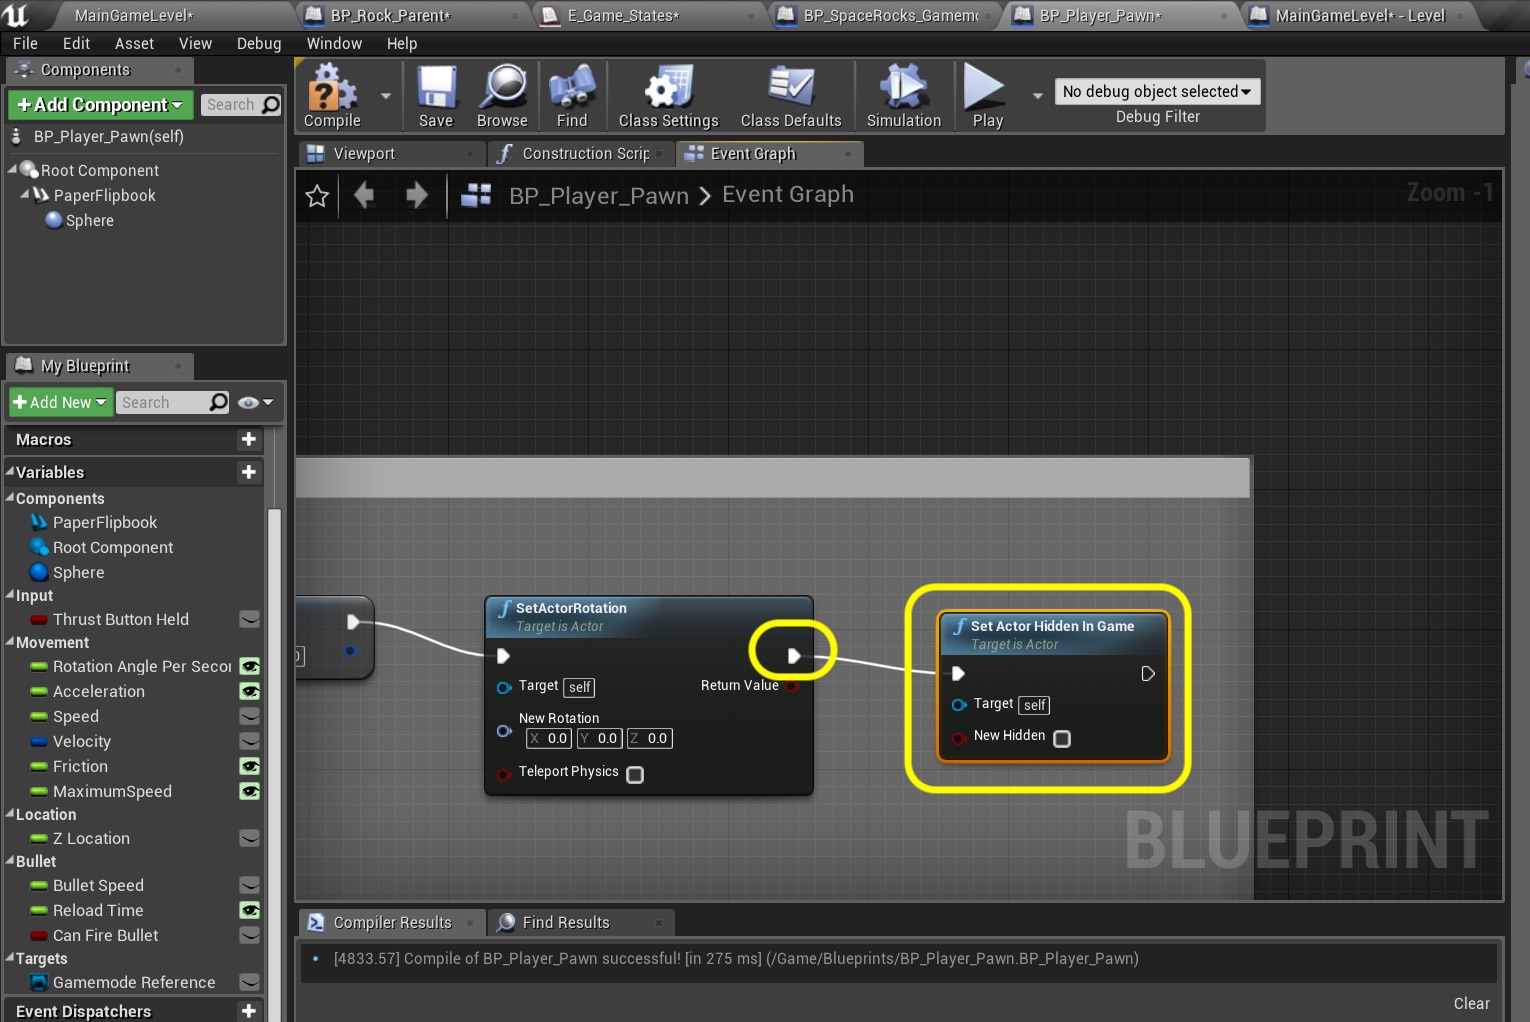 MainGameLevel*
BP_Rock_Parent*
E_Game_States*
BP_SpaceRocks_Gamem
BP_Player_Pawn*
MainGameLevel* - Level
File Edit Asset View Debug Window Help
Components
+Add Component
Search
BP_Player_Pawn(self)
Root Component
PaperFlipbook
Sphere
Compile
Save
Browse
Find
Class Settings
Class Defaults
Simulation
Play
No debug object selected
Debug Filter
Viewport
Construction Scrip
Event Graph
BP_Player_Pawn > Event Graph
Zoom -1
My Blueprint
+Add New
Search
Macros
Variables
Components
PaperFlipbook
Root Component
Sphere
Input
Thrust Button Held
Movement
Rotation Angle Per Secon
Acceleration
Speed
Velocity
Friction
MaximumSpeed
Location
Z Location
Bullet
Bullet Speed
Reload Time
Can Fire Bullet
Targets
Gamemode Reference
Event Dispatchers
SetActorRotation
Target is Actor
Target self
Return Value
New Rotation
X 0.0 Y 0.0 Z 0.0
Teleport Physics
Set Actor Hidden In Game
Target is Actor
Target self
New Hidden
BLUEPRINT
Compiler Results
Find Results
[4833.57] Compile of BP_Player_Pawn successful! [in 275 ms] (/Game/Blueprints/BP_Player_Pawn.BP_Player_Pawn)
Clear